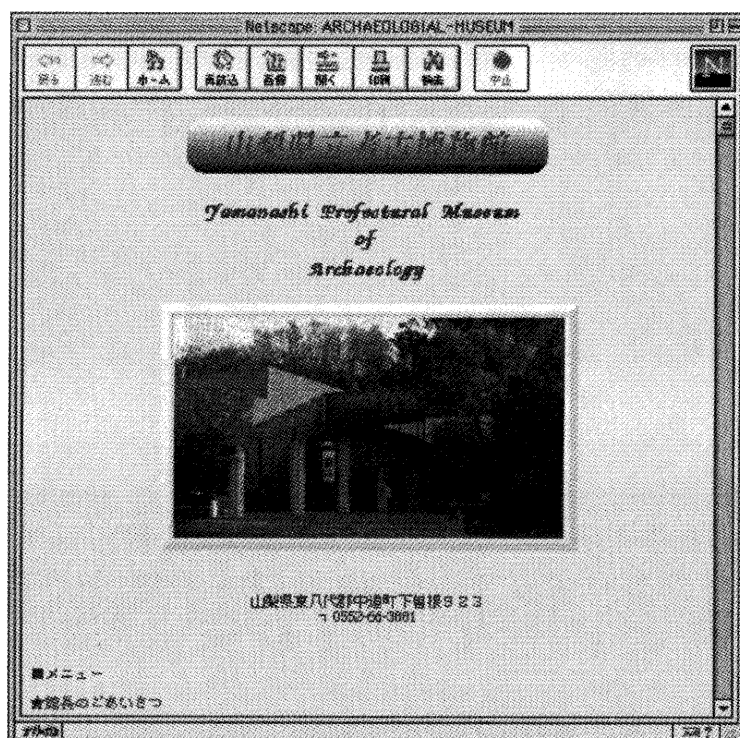 Netscape: ARCHAEOLOGIAL-MUSEUM
戻る 進む ホーム 再読込 画像 開く 印刷 検索 中止
N
山梨県立考古博物館
Yamanashi Prefectural Museum
of
Archaeology
山梨県東八代郡中道町下曽根923
0552-66-3881
■メニュー
★館長のごあいさつ